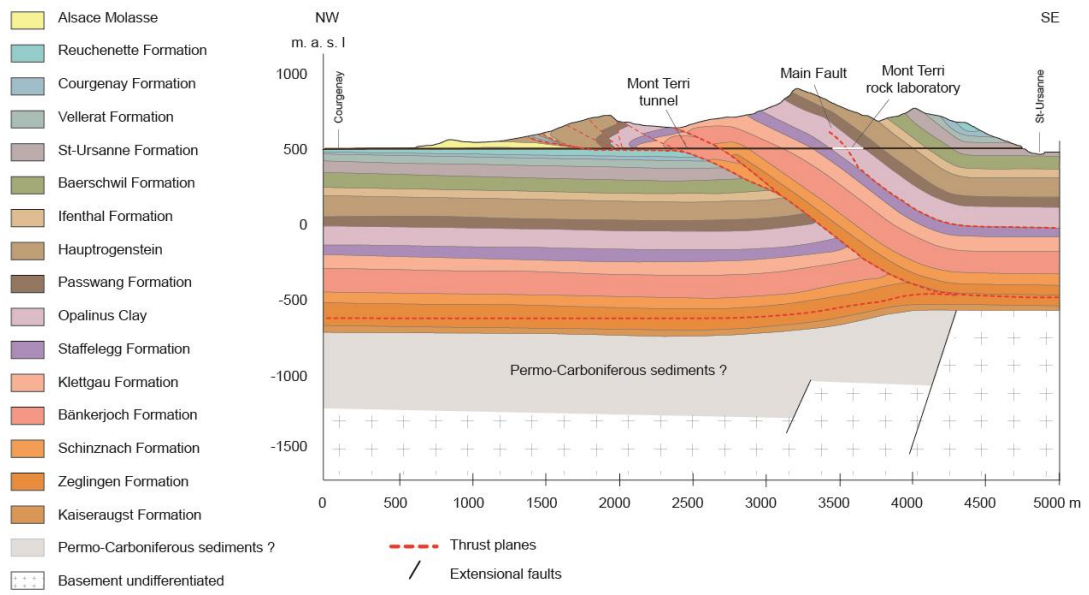 Alsace Molasse
Reuchenette Formation
Courgenay Formation
Vellerat Formation
St-Ursanne Formation
Baerschwil Formation
Ifenthal Formation
Hauptrogenstein
Passwang Formation
Opalinus Clay
Staffelegg Formation
Klettgau Formation
Bänkerjoch Formation
Schinznach Formation
Zeglingen Formation
Kaiseraugst Formation
Permo-Carboniferous sediments ?
Basement undifferentiated
NW
SE
m. a. s. l
1000
500
0
-500
-1000
-1500
Courgenay
Mont Terri
tunnel
Main Fault
Mont Terri
rock laboratory
St-Ursanne
Permo-Carboniferous sediments ?
0
500
1000
1500
2000
2500
3000
3500
4000
4500
5000 m
Thrust planes
Extensional faults